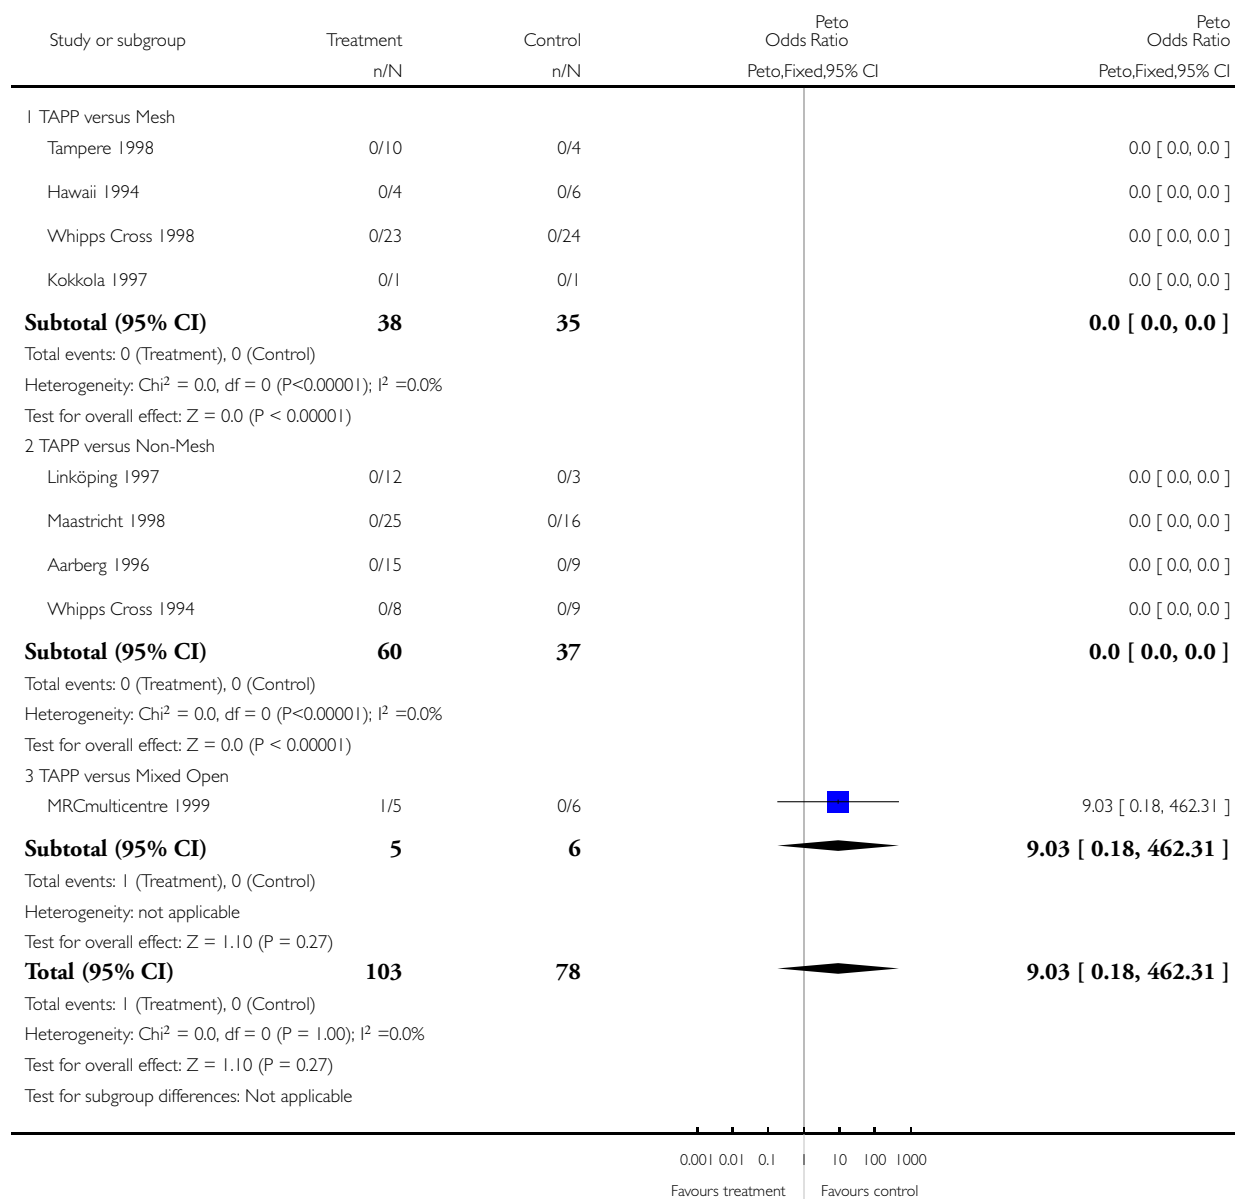 Peto Peto
Study or subgroup Treatment Control Odds Ratio Odds Ratio
n/N n/N Peto,Fixed,95% CI Peto,Fixed,95% CI
1 TAPP versus Mesh
Tampere 1998 0/10 0/4 0.0 [ 0.0, 0.0 ]
Hawaii 1994 0/4 0/6 0.0 [ 0.0, 0.0 ]
Whipps Cross 1998 0/23 0/24 0.0 [ 0.0, 0.0 ]
Kokkola 1997 0/1 0/1 0.0 [ 0.0, 0.0 ]
Subtotal (95% CI) 38 35 0.0 [ 0.0, 0.0 ]
Total events: 0 (Treatment), 0 (Control)
Heterogeneity: Chi² = 0.0, df = 0 (P<0.00001); I² =0.0%
Test for overall effect: Z = 0.0 (P < 0.00001)
2 TAPP versus Non-Mesh
Linköping 1997 0/12 0/3 0.0 [ 0.0, 0.0 ]
Maastricht 1998 0/25 0/16 0.0 [ 0.0, 0.0 ]
Aarberg 1996 0/15 0/9 0.0 [ 0.0, 0.0 ]
Whipps Cross 1994 0/8 0/9 0.0 [ 0.0, 0.0 ]
Subtotal (95% CI) 60 37 0.0 [ 0.0, 0.0 ]
Total events: 0 (Treatment), 0 (Control)
Heterogeneity: Chi² = 0.0, df = 0 (P<0.00001); I² =0.0%
Test for overall effect: Z = 0.0 (P < 0.00001)
3 TAPP versus Mixed Open
MRCmulticentre 1999 1/5 0/6 9.03 [ 0.18, 462.31 ]
Subtotal (95% CI) 5 6 9.03 [ 0.18, 462.31 ]
Total events: 1 (Treatment), 0 (Control)
Heterogeneity: not applicable
Test for overall effect: Z = 1.10 (P = 0.27)
Total (95% CI) 103 78 9.03 [ 0.18, 462.31 ]
Total events: 1 (Treatment), 0 (Control)
Heterogeneity: Chi² = 0.0, df = 0 (P = 1.00); I² =0.0%
Test for overall effect: Z = 1.10 (P = 0.27)
Test for subgroup differences: Not applicable
0.001 0.01 0.1 1 10 100 1000
Favours treatment Favours control